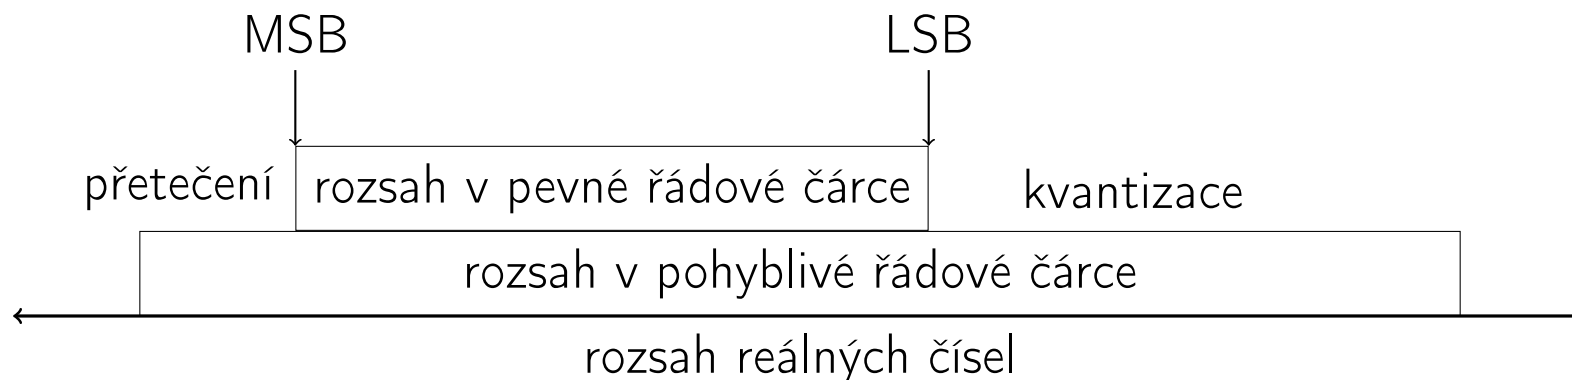 MSB LSB
přetečení rozsah v pevné řádové čárce kvantizace
rozsah v pohyblivé řádové čárce
rozsah reálných čísel